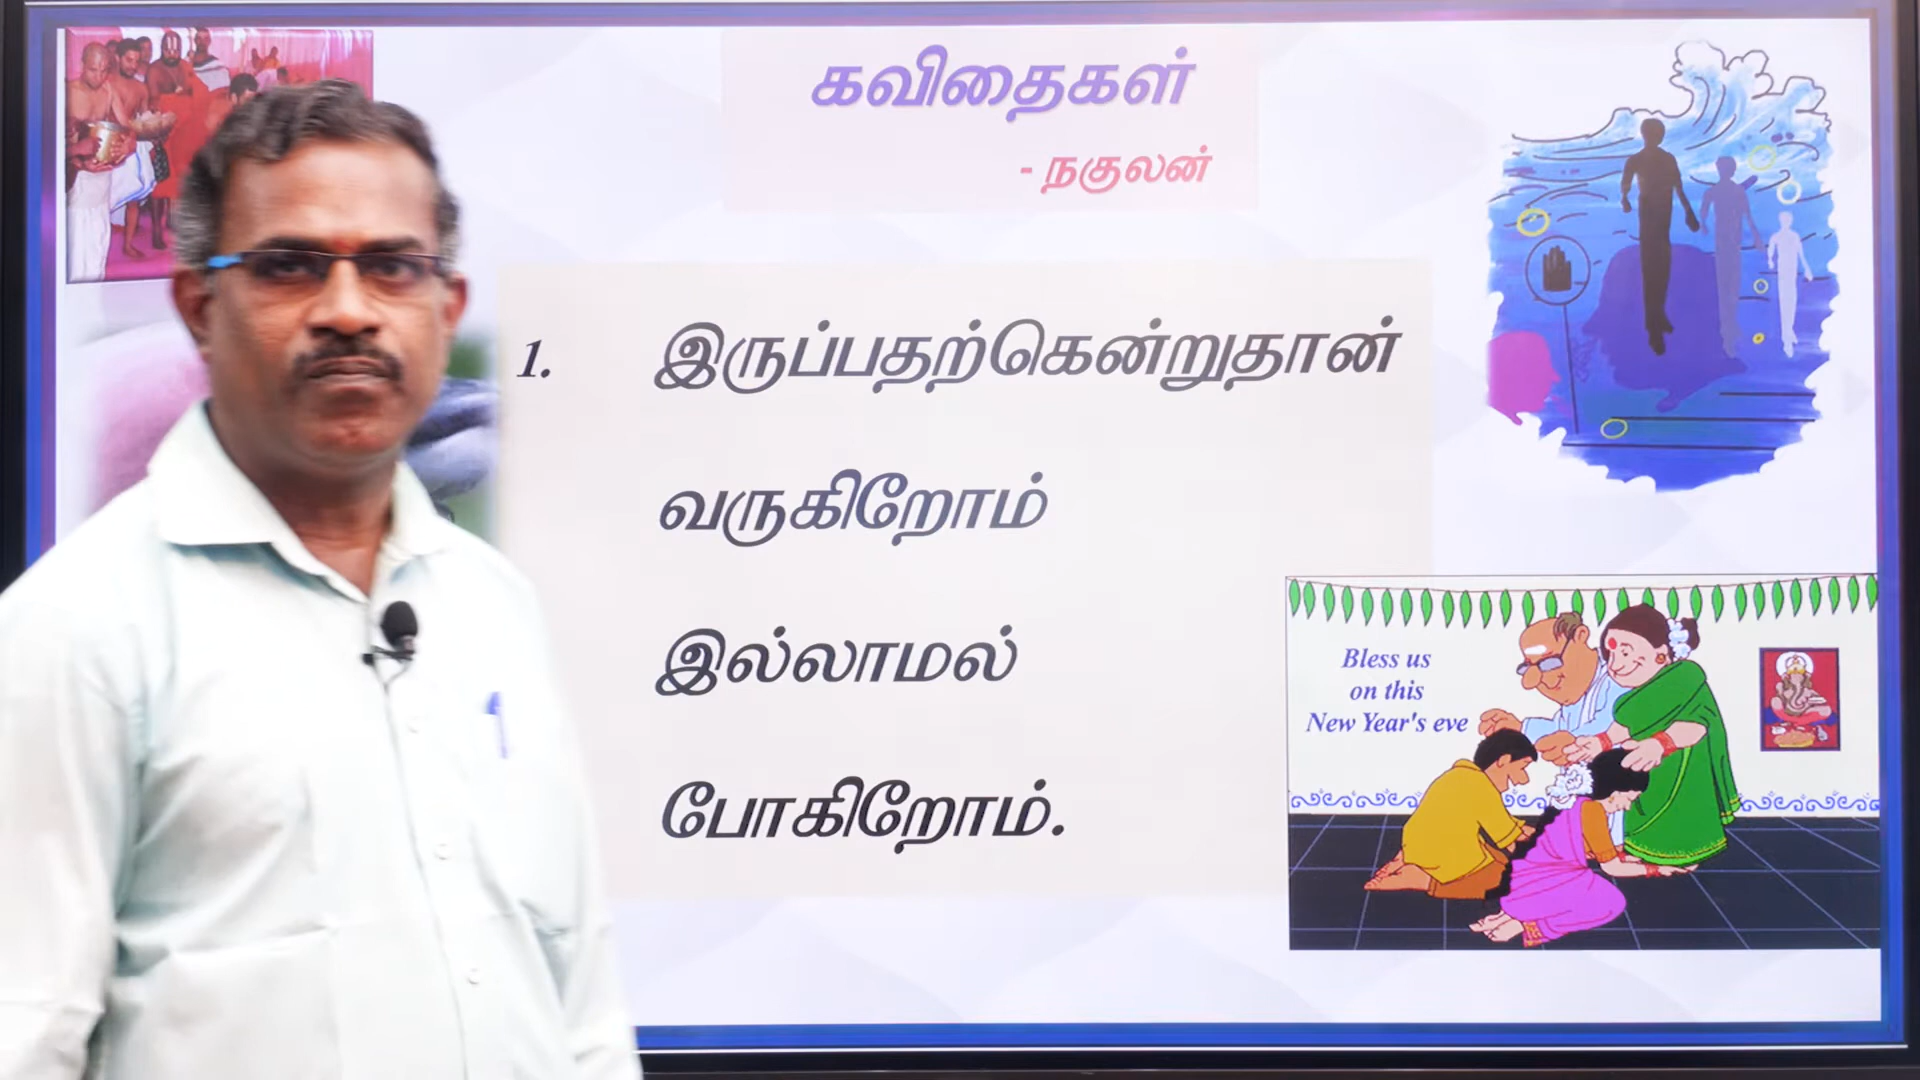 கவிதைகள்
- நகுலன்
1. இருப்பதற்கென்றுதான்
வருகிறோம்
இல்லாமல்
போகிறோம்.
Bless us
on this
New Year's eve